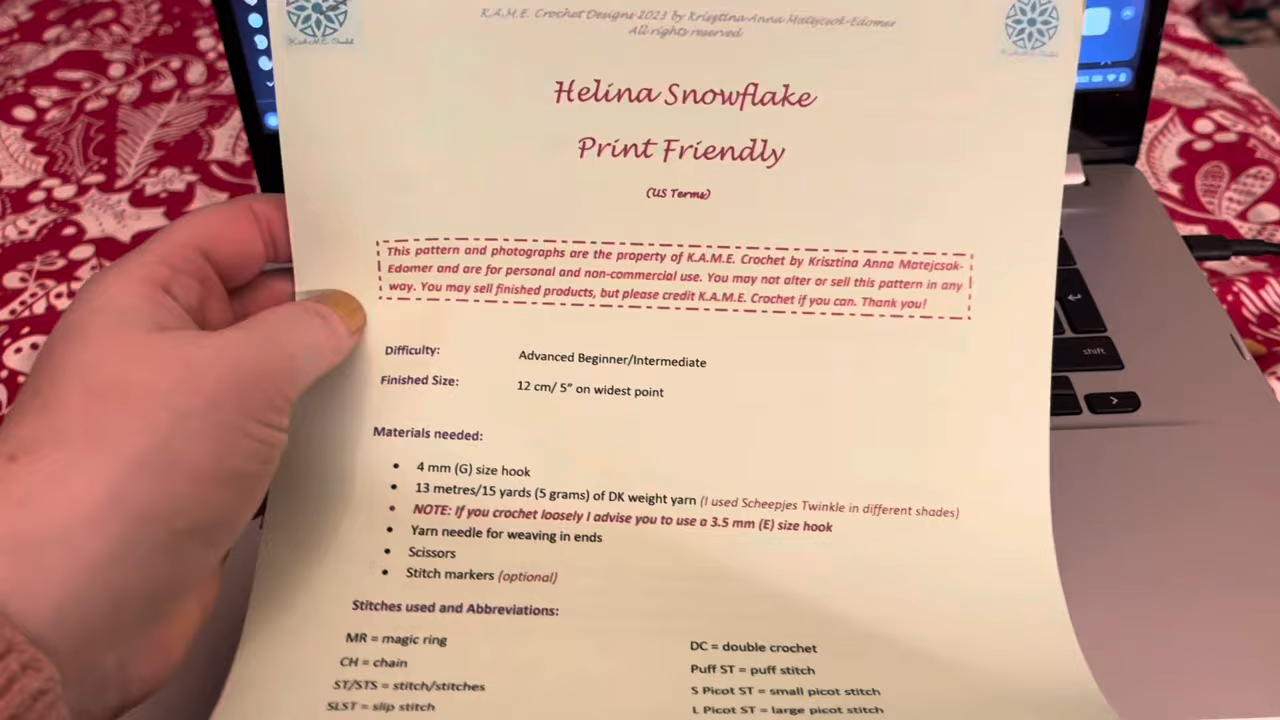 K.A.M.E. Crochet Designs 2023 by Krisztina Anna Matejcsok-Edomer
All rights reserved
Helina Snowflake
Print Friendly
(US Terms)
This pattern and photographs are the property of K.A.M.E. Crochet by Krisztina Anna Matejcsok-
Edomer and are for personal and non-commercial use. You may not alter or sell this pattern in any
way. You may sell finished products, but please credit K.A.M.E. Crochet if you can. Thank you!
Difficulty: Advanced Beginner/Intermediate
Finished Size: 12 cm/ 5" on widest point
Materials needed:
• 4 mm (G) size hook
• 13 metres/15 yards (5 grams) of DK weight yarn (I used Scheepjes Twinkle in different shades)
• NOTE: If you crochet loosely I advise you to use a 3.5 mm (E) size hook
• Yarn needle for weaving in ends
• Scissors
• Stitch markers (optional)
Stitches used and Abbreviations:
MR = magic ring DC = double crochet
CH = chain Puff ST = puff stitch
ST/STS = stitch/stitches S Picot ST = small picot stitch
SLST = slip stitch L Picot ST = large picot stitch
shift